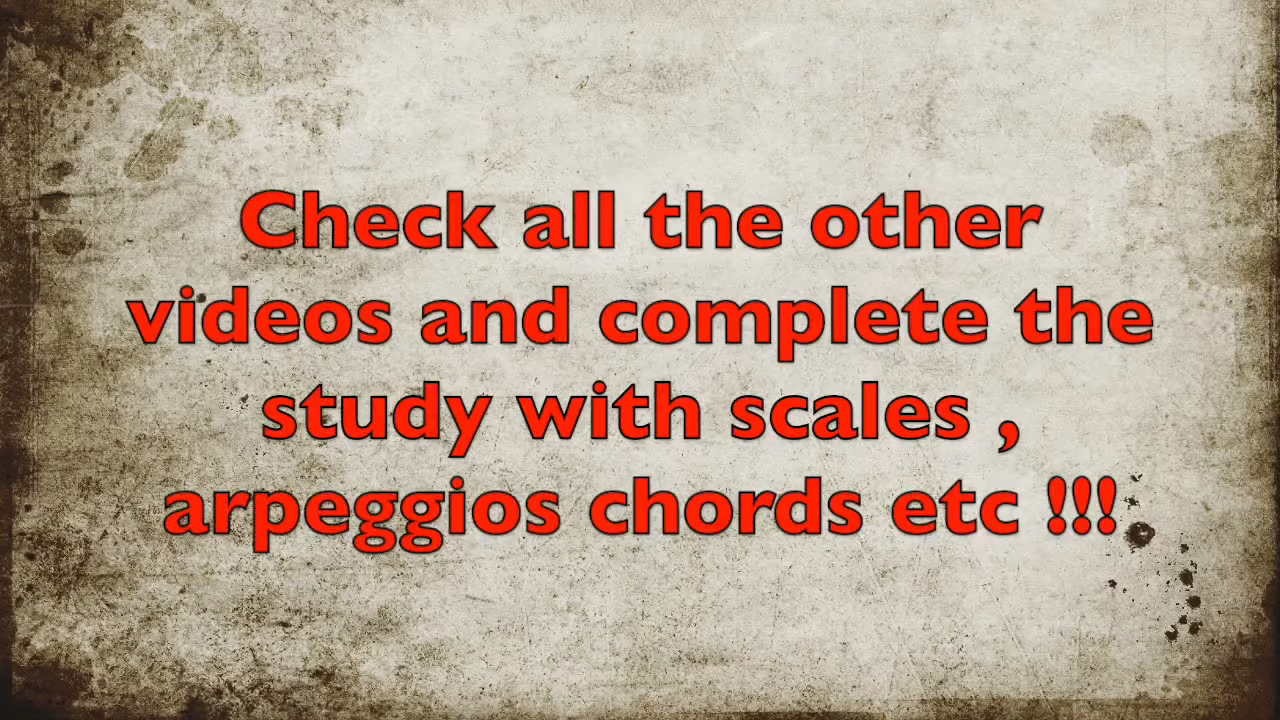 Check all the other
videos and complete the
study with scales ,
arpeggios chords etc !!!